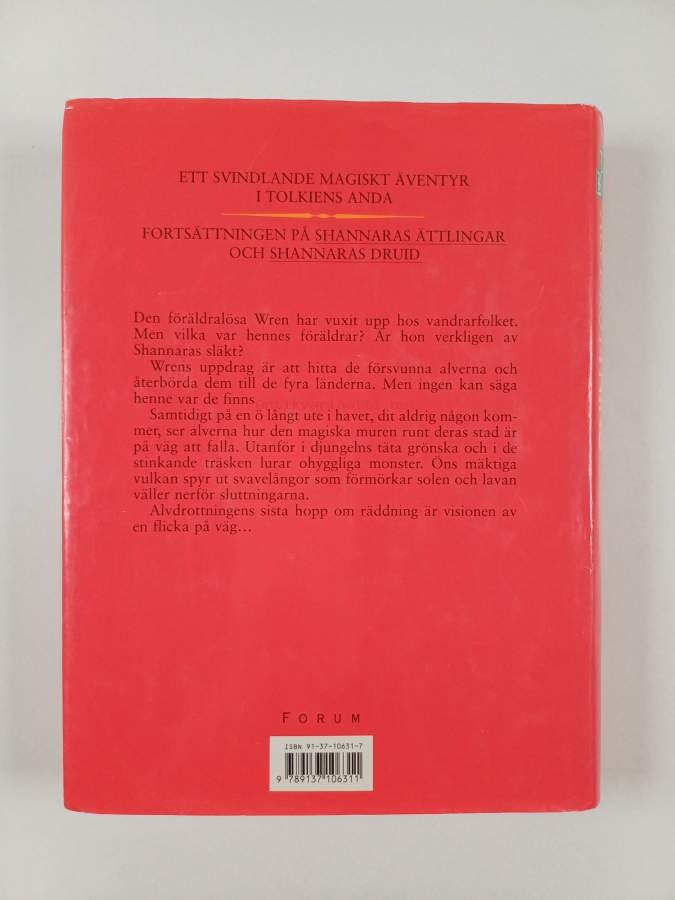 ETT SVINDLANDE MAGISKT ÄVENTYR
I TOLKIENS ANDA
FORTSÄTTNINGEN PÅ SHANNARAS ÄTTLINGAR
OCH SHANNARAS DRUID
Den föräldralösa Wren har vuxit upp hos vandrarfolket.
Men vilka var hennes föräldrar? Är hon verkligen av
Shannaras släkt?
Wrens uppdrag är att hitta de försvunna alverna och
återbörda dem till de fyra länderna. Men ingen kan säga
henne var de finns
Samtidigt på en ö långt ute i havet, dit aldrig någon kom-
mer, ser alverna hur den magiska muren runt deras stad är
på väg att falla. Utanför i djungelns täta grönska och i de
stinkande träsken lurar ohyggliga monster. Öns mäktiga
vulkan spyr ut svavelångor som förmörkar solen och lavan
väller nerför sluttningarna.
Alvdrottningens sista hopp om räddning är visionen av
en flicka på väg...
FORUM
ISBN 91-37-10631-7
9 789137 106311